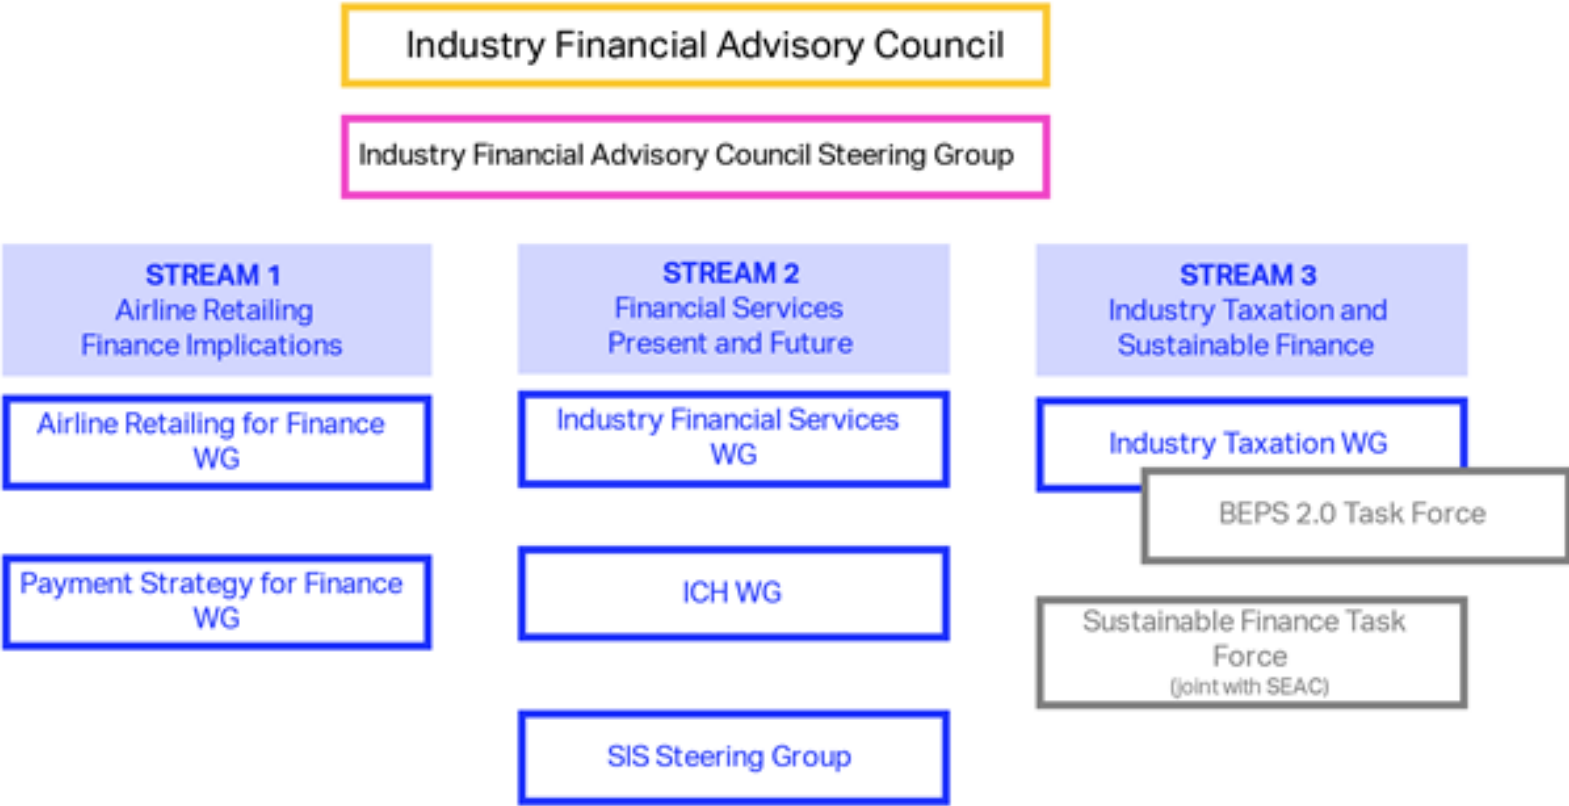 Industry Financial Advisory Council
Industry Financial Advisory Council Steering Group
STREAM 1
Airline Retailing
Finance Implications
Airline Retailing for Finance
WG
Payment Strategy for Finance
WG
STREAM 2
Financial Services
Present and Future
Industry Financial Services
WG
ICH WG
SIS Steering Group
STREAM 3
Industry Taxation and
Sustainable Finance
Industry Taxation WG
BEPS 2.0 Task Force
Sustainable Finance Task
Force
(joint with SEAC)